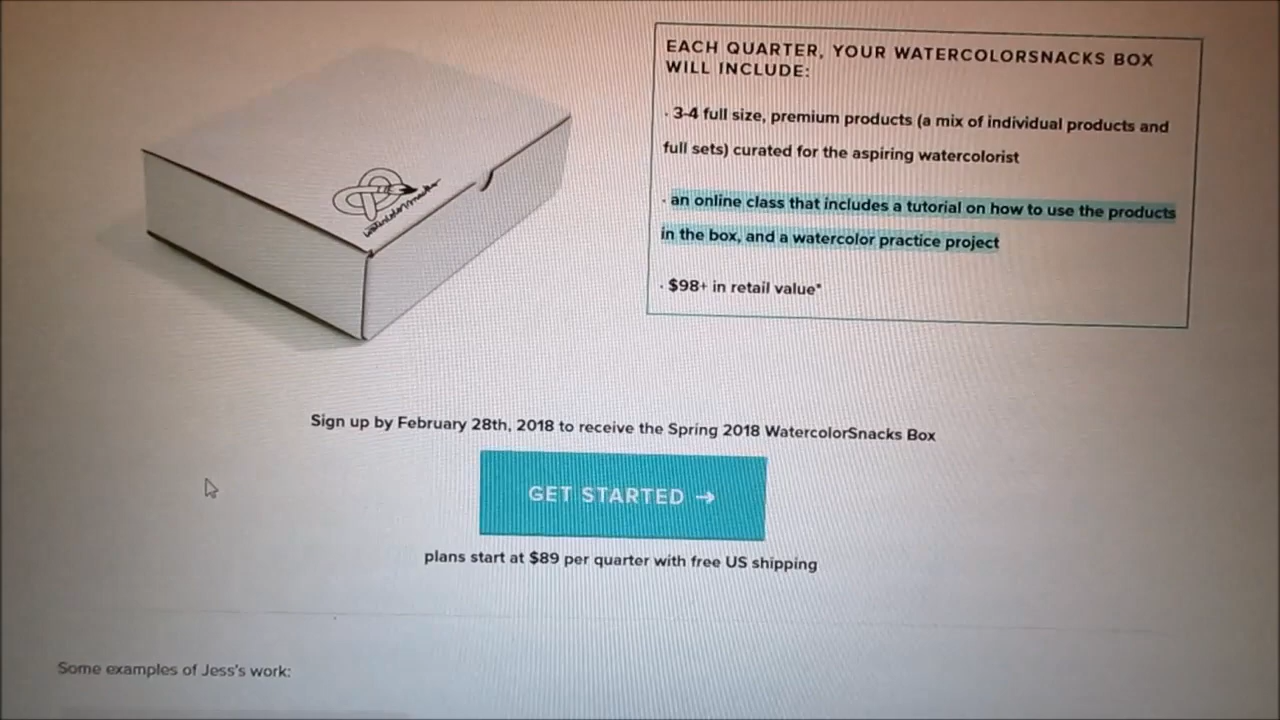 EACH QUARTER, YOUR WATERCOLORSNACKS BOX
WILL INCLUDE:
· 3-4 full size, premium products (a mix of individual products and
full sets) curated for the aspiring watercolorist
· an online class that includes a tutorial on how to use the products
in the box, and a watercolor practice project
· $98+ in retail value*
watercolorsnacks
Sign up by February 28th, 2018 to receive the Spring 2018 WatercolorSnacks Box
GET STARTED →
plans start at $89 per quarter with free US shipping
Some examples of Jess's work: